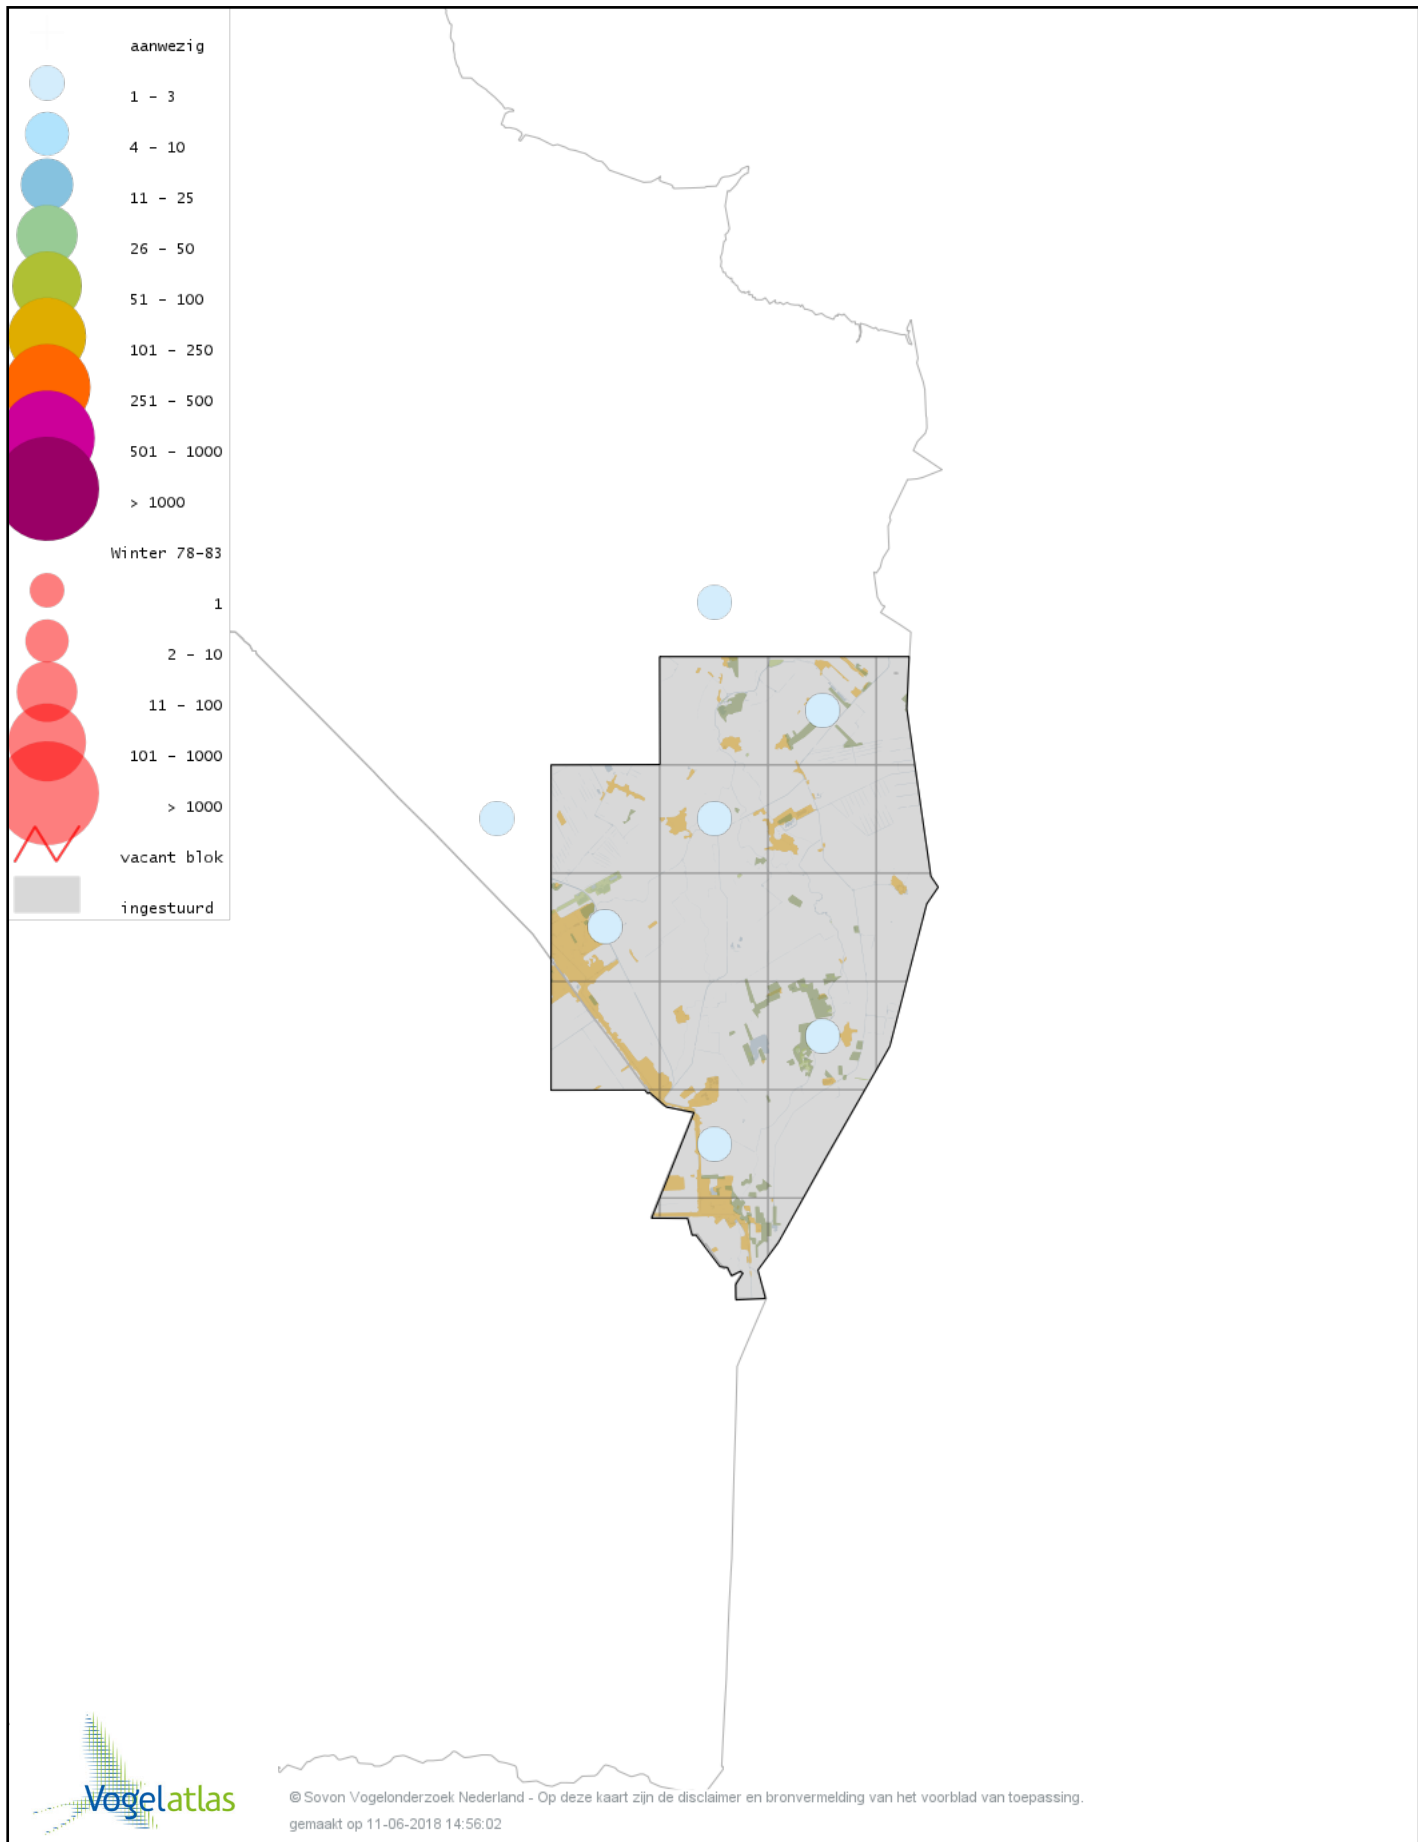 aanwezig
1 - 3
4 - 10
11 - 25
26 - 50
51 - 100
101 - 250
251 - 500
501 - 1000
> 1000
Winter 78-83
1
2 - 10
11 - 100
101 - 1000
> 1000
vacant blok
ingestuurd
Vogelatlas
© Sovon Vogelonderzoek Nederland - Op deze kaart zijn de disclaimer en bronvermelding van het voorblad van toepassing.
gemaakt op 11-06-2018 14:56:02